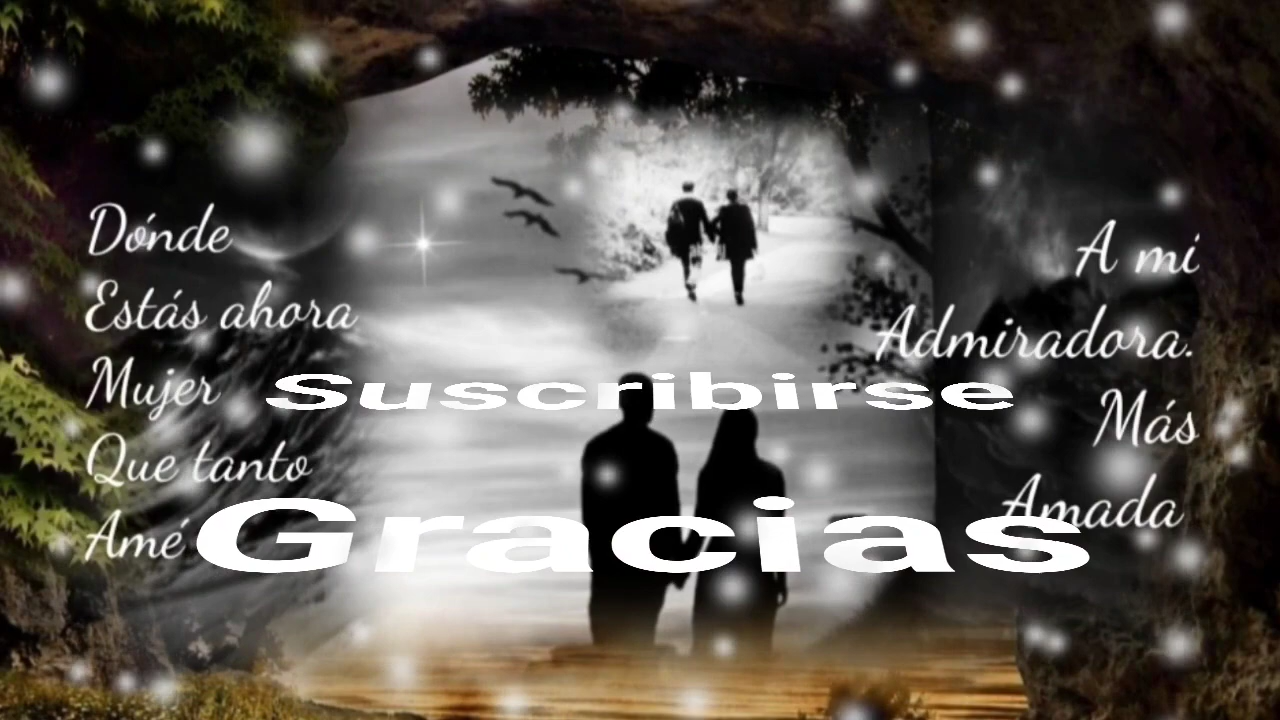 Dónde
Estás ahora
Mujer
Que tanto
Amé
A mi
Admiradora.
Más
Amada
Suscribirse
Gracias